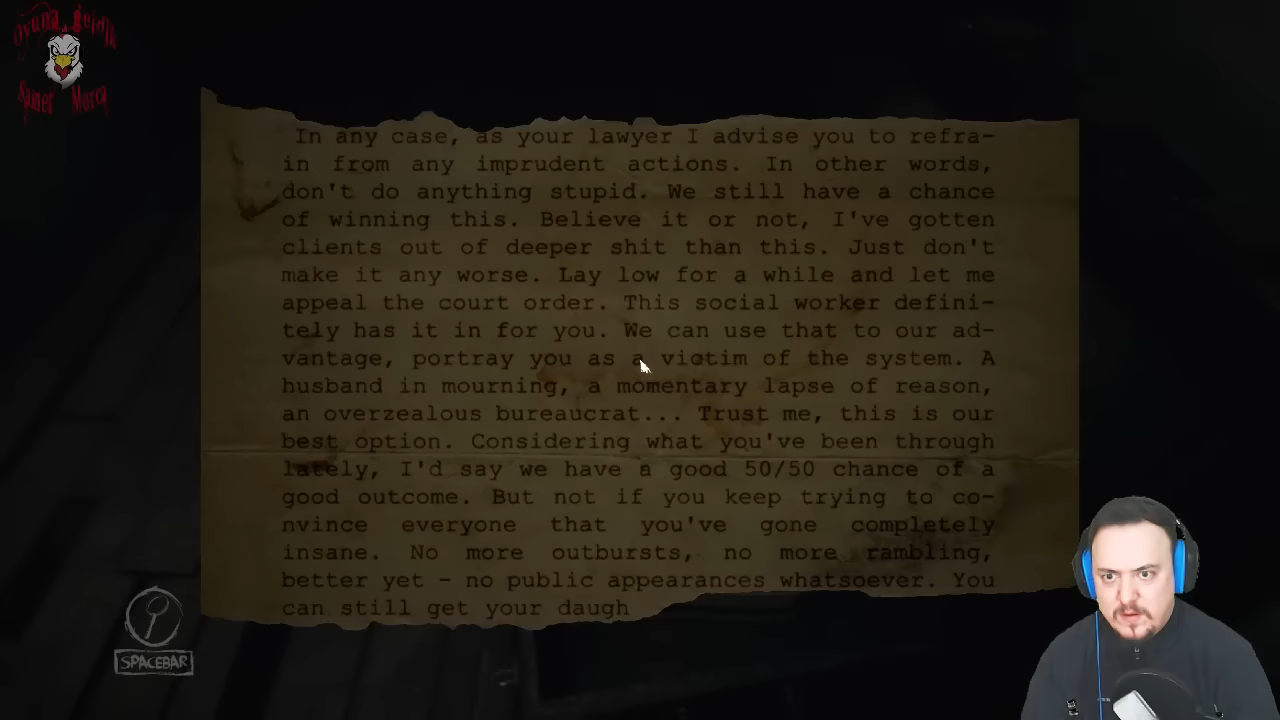 Oyuna Geldik
Gamer Morca
In any case, as your lawyer I advise you to refra-
in from any imprudent actions. In other words,
don't do anything stupid. We still have a chance
of winning this. Believe it or not, I've gotten
clients out of deeper shit than this. Just don't
make it any worse. Lay low for a while and let me
appeal the court order. This social worker defini-
tely has it in for you. We can use that to our ad-
vantage, portray you as a victim of the system. A
husband in mourning, a momentary lapse of reason,
an overzealous bureaucrat... Trust me, this is our
best option. Considering what you've been through
lately, I'd say we have a good 50/50 chance of a
good outcome. But not if you keep trying to co-
nvince everyone that you've gone completely
insane. No more outbursts, no more rambling,
better yet - no public appearances whatsoever. You
can still get your daugh
SPACEBAR